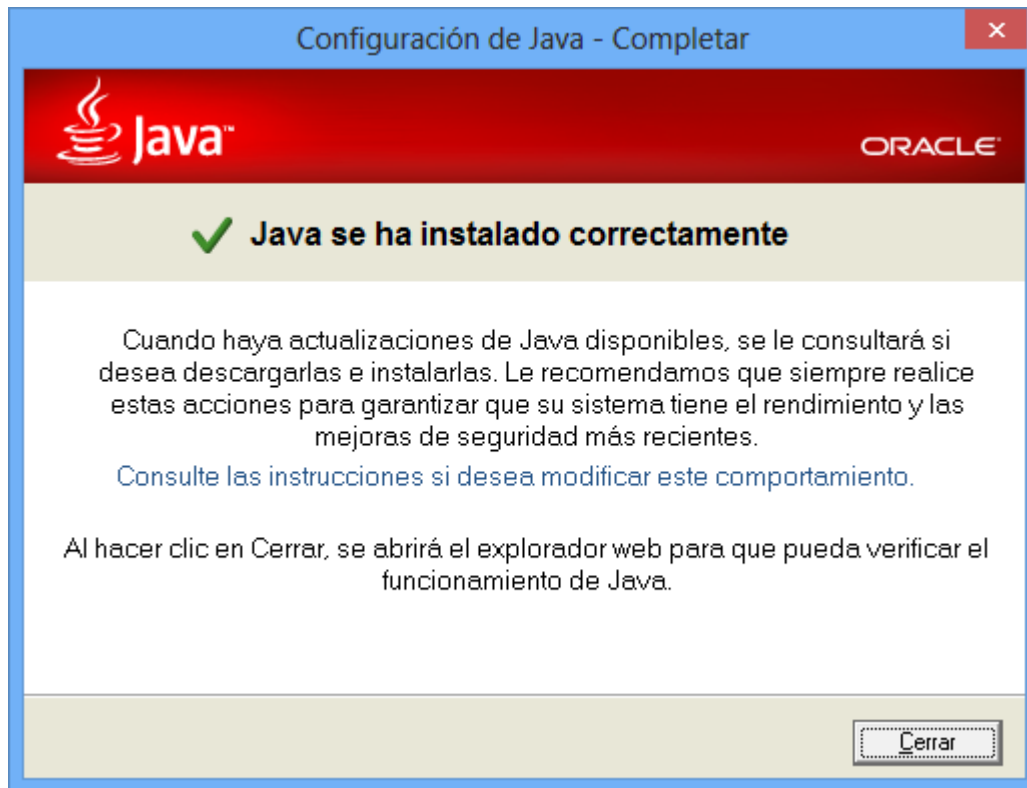 Configuración de Java - Completar
Java™
ORACLE
Java se ha instalado correctamente
Cuando haya actualizaciones de Java disponibles, se le consultará si
desea descargarlas e instalarlas. Le recomendamos que siempre realice
estas acciones para garantizar que su sistema tiene el rendimiento y las
mejoras de seguridad más recientes.
Consulte las instrucciones si desea modificar este comportamiento.
Al hacer clic en Cerrar, se abrirá el explorador web para que pueda verificar el
funcionamiento de Java.
Cerrar